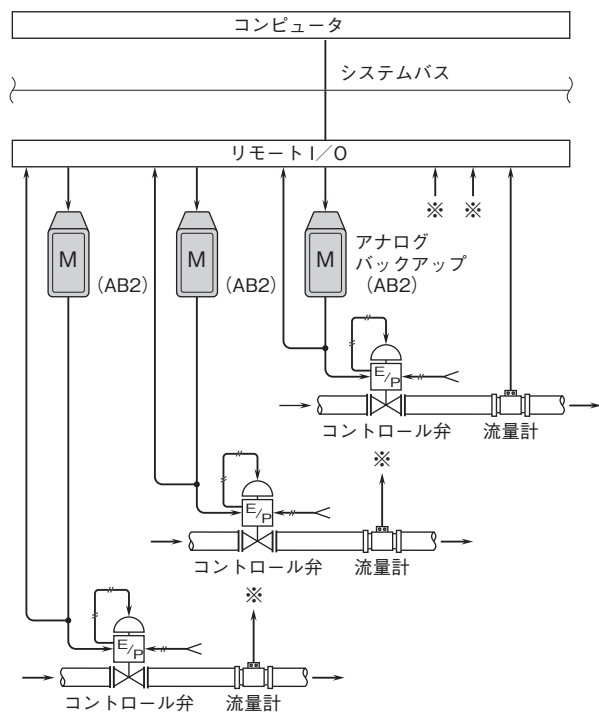 コンピュータ
システムバス
リモートI/O
※ ※
M
(AB2)
M
(AB2)
M
アナログ
バックアップ
(AB2)
E/P
コントロール弁
流量計
※
E/P
コントロール弁
流量計
※
E/P
コントロール弁
流量計